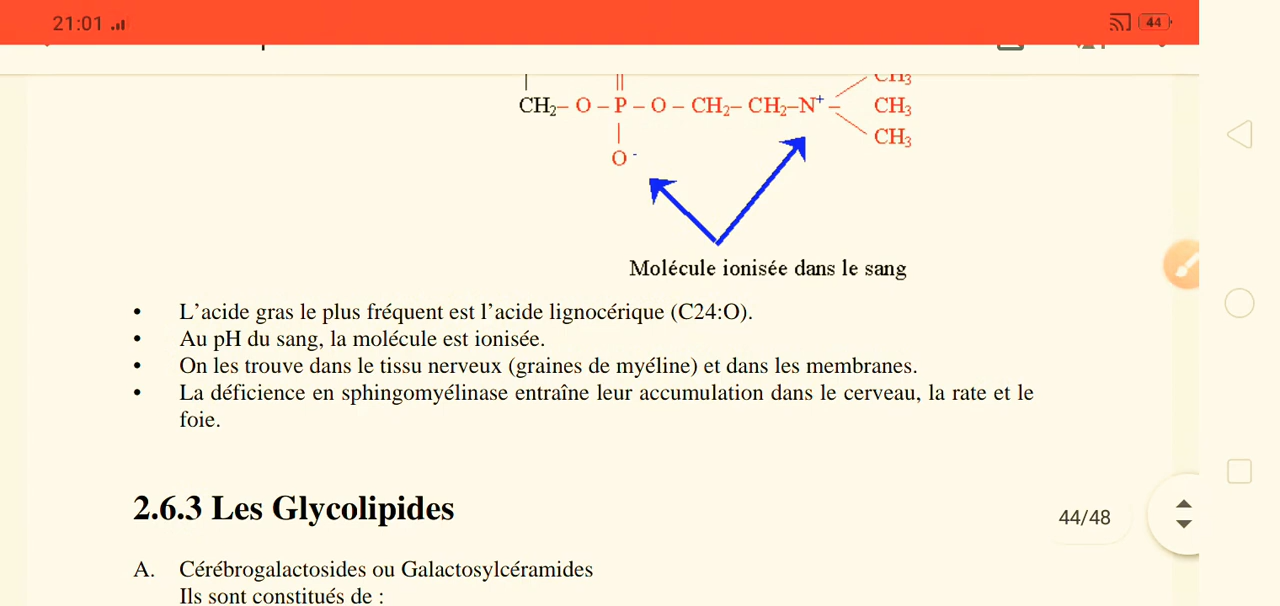 21:01 44
CH3
CH2– O – P – O – CH2– CH2–N+ – CH3
O - CH3
Molécule ionisée dans le sang
• L’acide gras le plus fréquent est l’acide lignocérique (C24:O).
• Au pH du sang, la molécule est ionisée.
• On les trouve dans le tissu nerveux (graines de myéline) et dans les membranes.
• La déficience en sphingomyélinase entraîne leur accumulation dans le cerveau, la rate et le
foie.
2.6.3 Les Glycolipides
44/48
A. Cérébrogalactosides ou Galactosylcéramides
Ils sont constitués de :